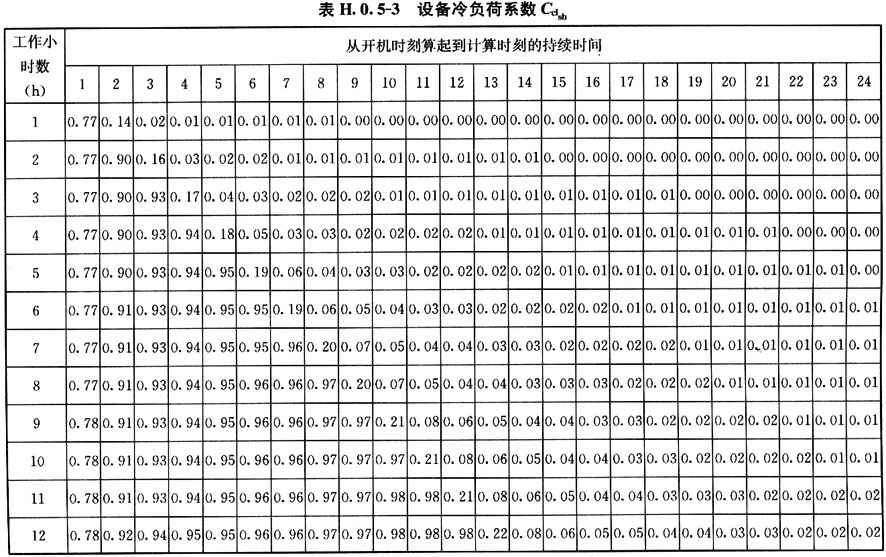 表 H.0.5-3 设备冷负荷系数 Cclsb
工作小时数（h） 从开机时刻算起到计算时刻的持续时间
1 2 3 4 5 6 7 8 9 10 11 12 13 14 15 16 17 18 19 20 21 22 23 24
1 0.77 0.14 0.02 0.01 0.01 0.01 0.01 0.01 0.00 0.00 0.00 0.00 0.00 0.00 0.00 0.00 0.00 0.00 0.00 0.00 0.00 0.00 0.00 0.00
2 0.77 0.90 0.16 0.03 0.02 0.02 0.01 0.01 0.01 0.01 0.01 0.01 0.01 0.01 0.00 0.00 0.00 0.00 0.00 0.00 0.00 0.00 0.00 0.00
3 0.77 0.90 0.93 0.17 0.04 0.03 0.02 0.02 0.02 0.01 0.01 0.01 0.01 0.01 0.01 0.01 0.01 0.01 0.00 0.00 0.00 0.00 0.00 0.00
4 0.77 0.90 0.93 0.94 0.18 0.05 0.03 0.03 0.02 0.02 0.02 0.02 0.01 0.01 0.01 0.01 0.01 0.01 0.01 0.01 0.01 0.00 0.00 0.00
5 0.77 0.90 0.93 0.94 0.95 0.19 0.06 0.04 0.03 0.03 0.02 0.02 0.02 0.02 0.01 0.01 0.01 0.01 0.01 0.01 0.01 0.01 0.01 0.00
6 0.77 0.91 0.93 0.94 0.95 0.95 0.19 0.06 0.05 0.04 0.03 0.03 0.02 0.02 0.02 0.02 0.01 0.01 0.01 0.01 0.01 0.01 0.01 0.01
7 0.77 0.91 0.93 0.94 0.95 0.95 0.96 0.20 0.07 0.05 0.04 0.04 0.03 0.03 0.02 0.02 0.02 0.02 0.01 0.01 0.01 0.01 0.01 0.01
8 0.77 0.91 0.93 0.94 0.95 0.96 0.96 0.97 0.20 0.07 0.05 0.04 0.04 0.03 0.03 0.03 0.02 0.02 0.02 0.01 0.01 0.01 0.01 0.01
9 0.78 0.91 0.93 0.94 0.95 0.96 0.96 0.97 0.97 0.21 0.08 0.06 0.05 0.04 0.04 0.03 0.03 0.02 0.02 0.02 0.02 0.01 0.01 0.01
10 0.78 0.91 0.93 0.94 0.95 0.96 0.96 0.97 0.97 0.97 0.21 0.08 0.06 0.05 0.04 0.04 0.03 0.03 0.02 0.02 0.02 0.02 0.01 0.01
11 0.78 0.91 0.93 0.94 0.95 0.96 0.96 0.97 0.97 0.98 0.98 0.21 0.08 0.06 0.05 0.04 0.04 0.03 0.03 0.03 0.02 0.02 0.02 0.02
12 0.78 0.92 0.94 0.95 0.95 0.96 0.96 0.97 0.97 0.98 0.98 0.98 0.22 0.08 0.06 0.05 0.05 0.04 0.04 0.03 0.03 0.02 0.02 0.02